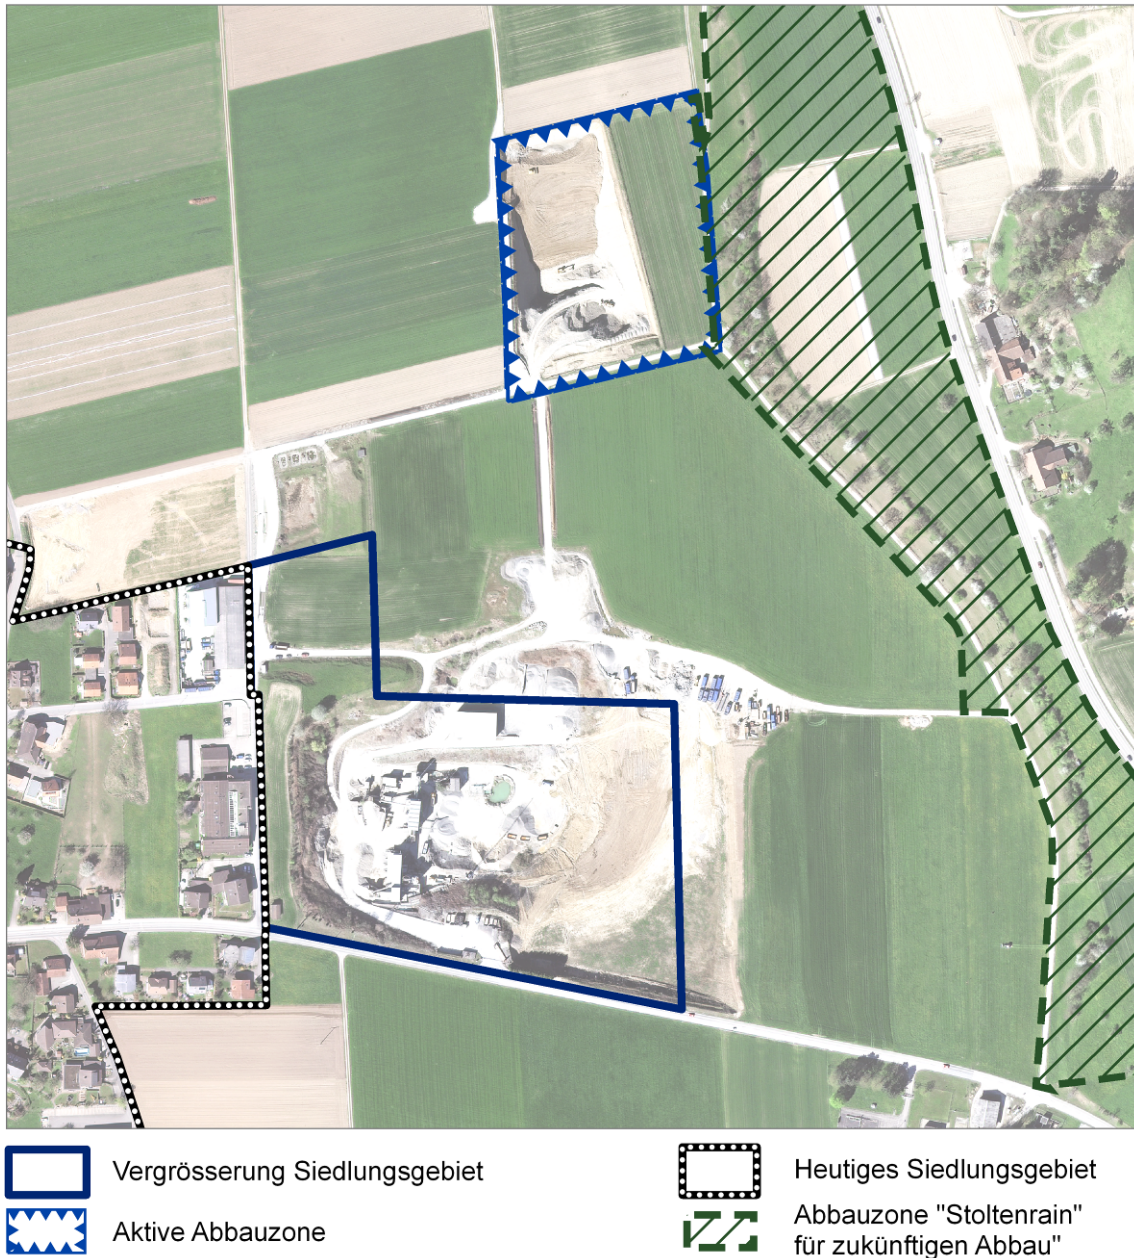 Vergrösserung Siedlungsgebiet
Heutiges Siedlungsgebiet
Aktive Abbauzone
Abbauzone "Stoltenrain"
für zukünftigen Abbau"